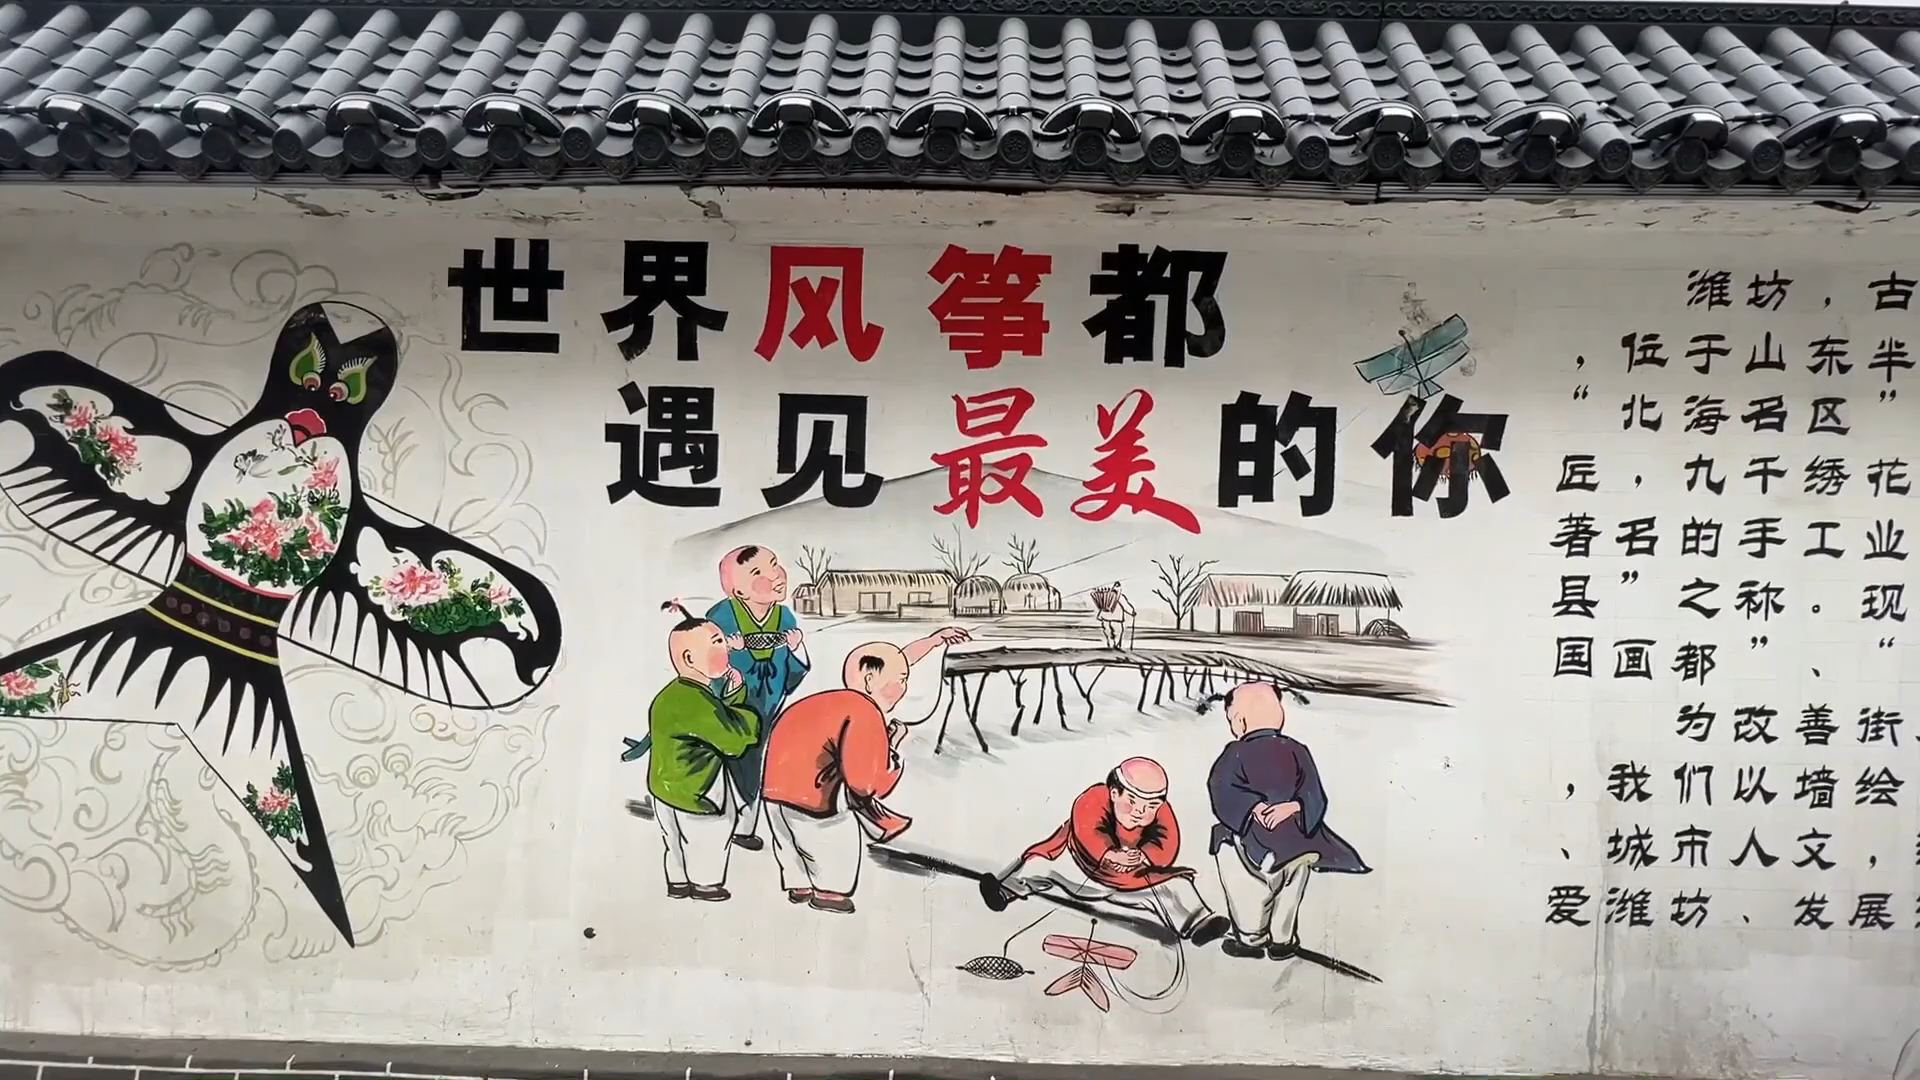 世界风筝都
遇见最美的你
潍坊，古
，位于山东半
“北海名区”
匠，九千绣花
著名的手工业
县”之称。现“
国画都”、
为改善街
，我们以墙绘
、城市人文，
爱潍坊、发展